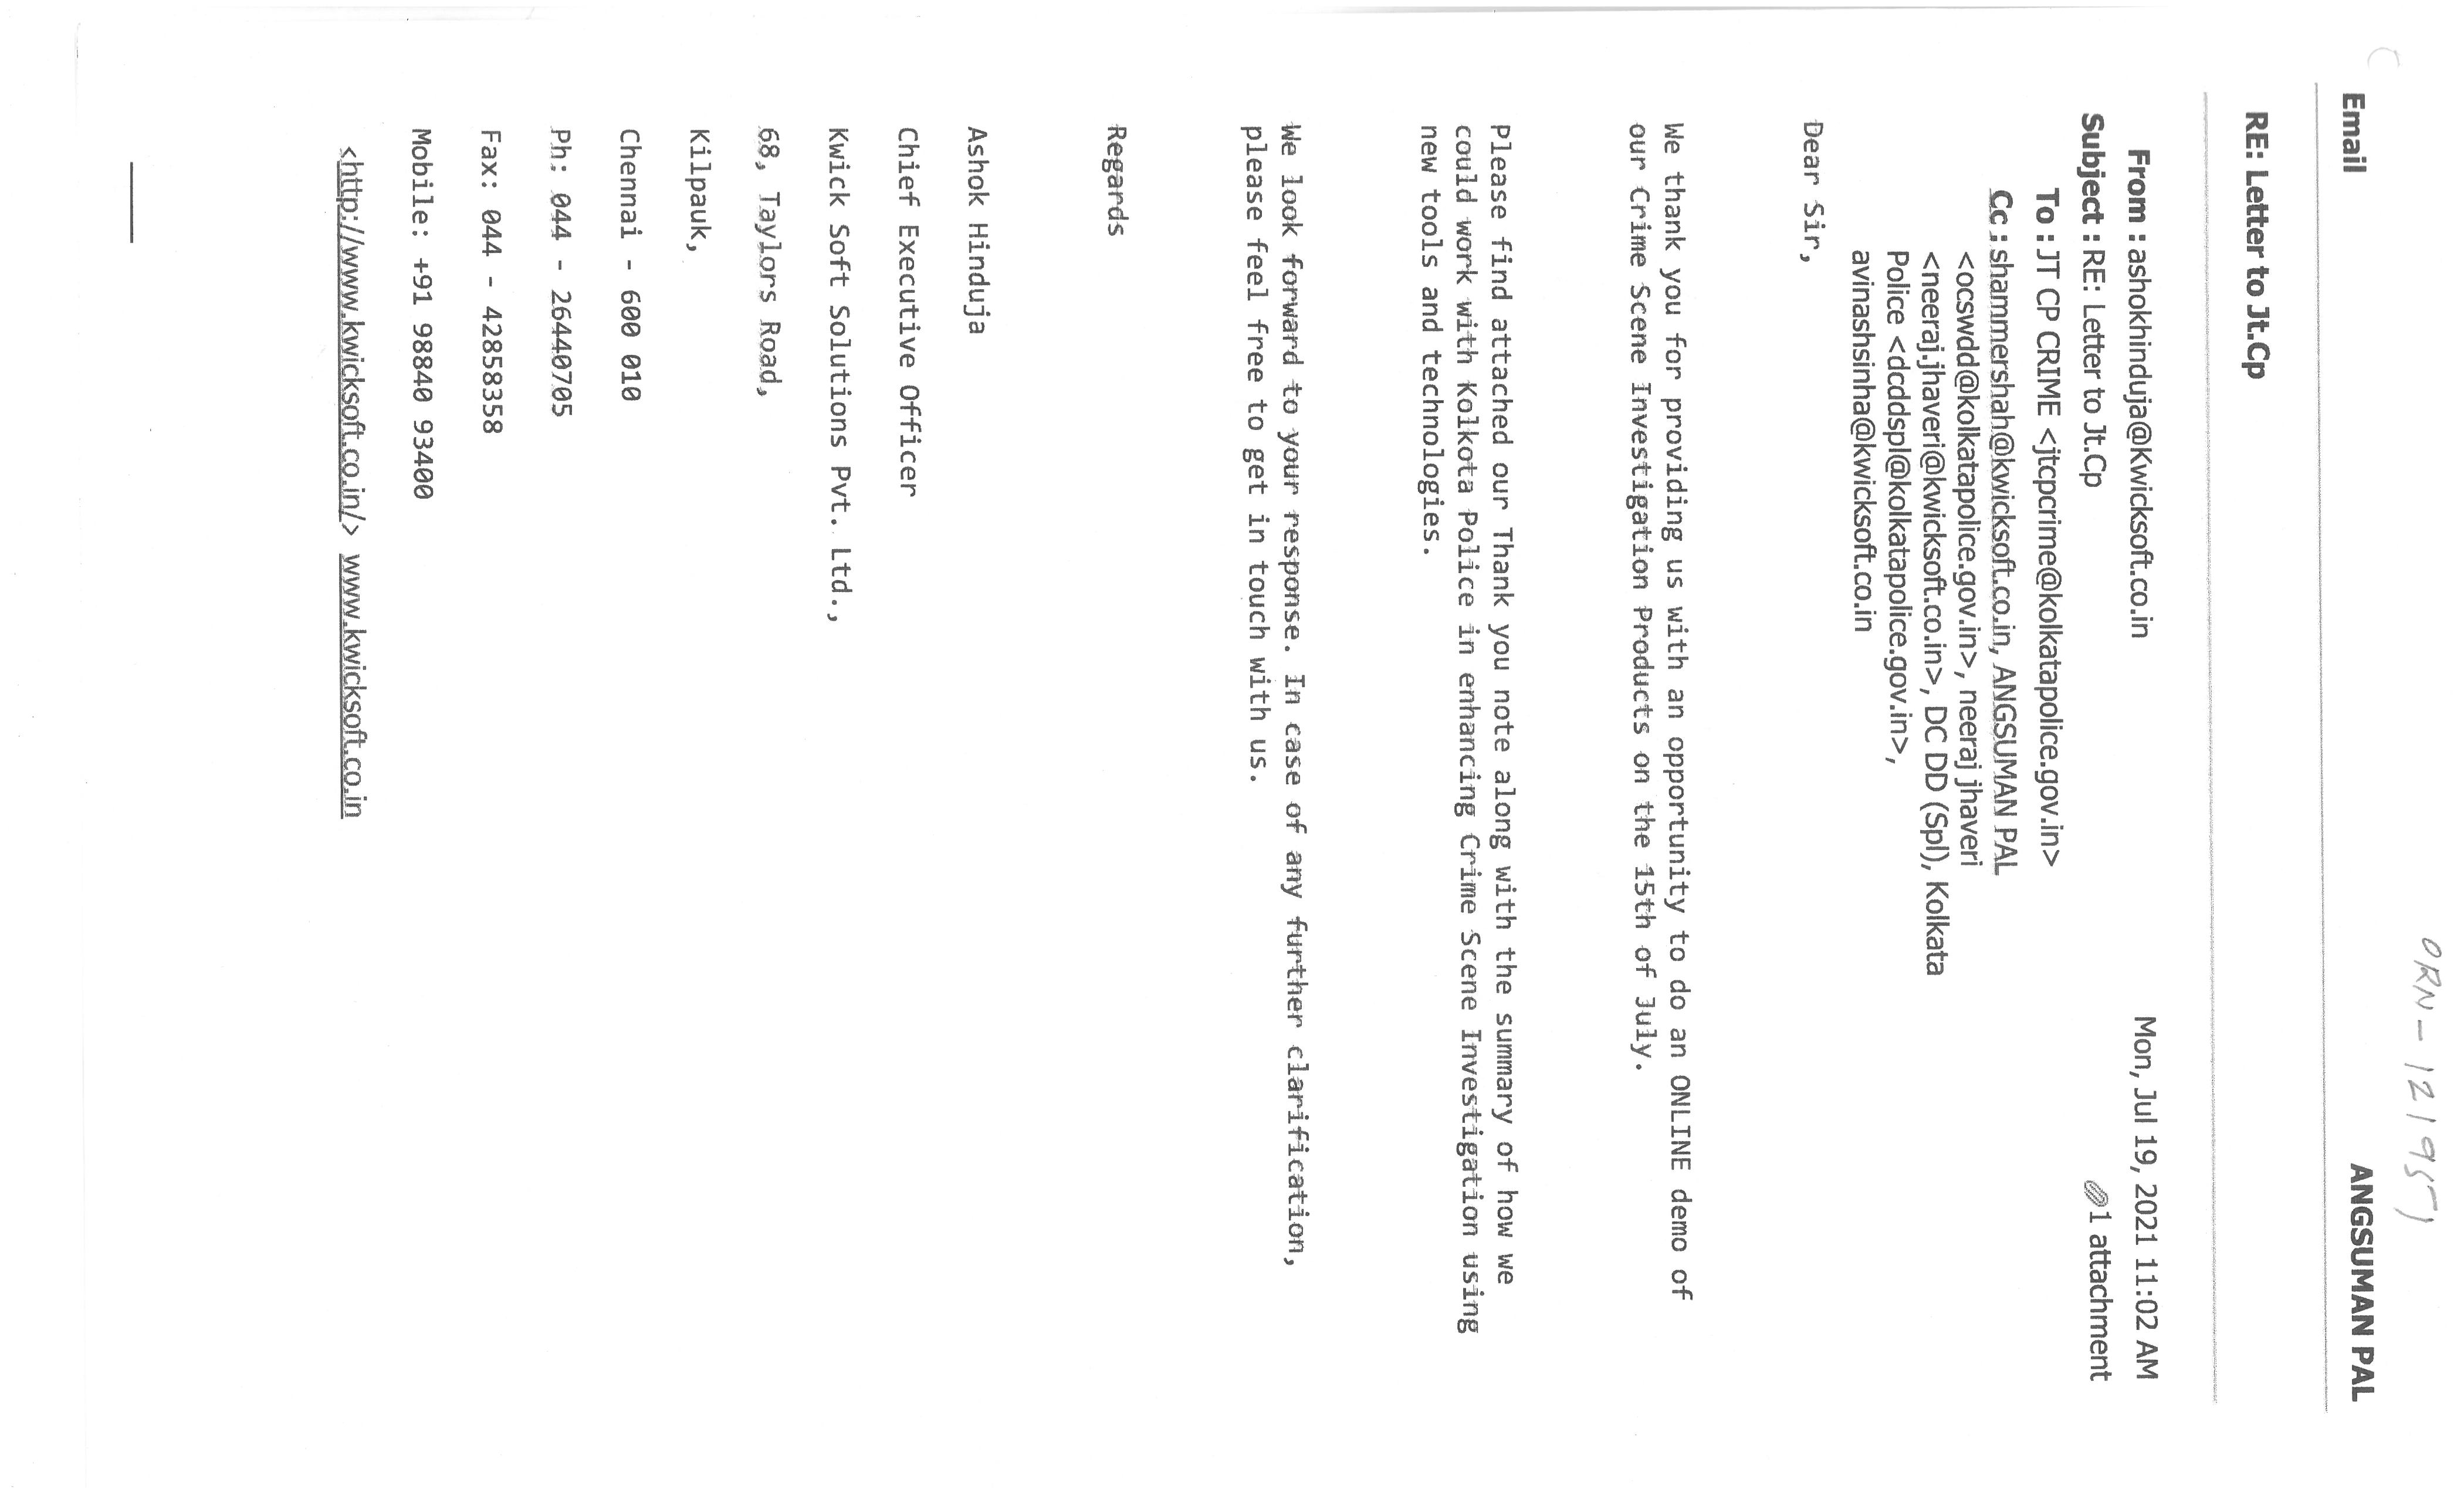 ORN - 121951
Email
ANGSUMAN PAL
RE: Letter to Jt.Cp
From : ashokhinduja@Kwicksoft.co.in
Mon, Jul 19, 2021 11:02 AM
Subject : RE: Letter to Jt.Cp
1 attachment
To : JT CP CRIME <jtcpcrime@kolkatapolice.gov.in>
Cc : shammershah@kwicksoft.co.in, ANGSUMAN PAL
<ocswdd@kolkatapolice.gov.in>, neeraj jhaveri
<neeraj.jhaveri@kwicksoft.co.in>, DC DD (Spl), Kolkata
Police <dcddspl@kolkatapolice.gov.in>,
avinashsinha@kwicksoft.co.in
Dear Sir,
We thank you for providing us with an opportunity to do an ONLINE demo of
our Crime Scene Investigation Products on the 15th of July.
Please find attached our Thank you note along with the summary of how we
could work with Kolkota Police in enhancing Crime Scene Investigation using
new tools and technologies.
We look forward to your response. In case of any further clarification,
please feel free to get in touch with us.
Regards
Ashok Hinduja
Chief Executive Officer
Kwick Soft Solutions Pvt. Ltd.,
68, Taylors Road,
Kilpauk,
Chennai - 600 010
Ph: 044 - 26440705
Fax: 044 - 42858358
Mobile: +91 98840 93400
<http://www.kwicksoft.co.in/> www.kwicksoft.co.in